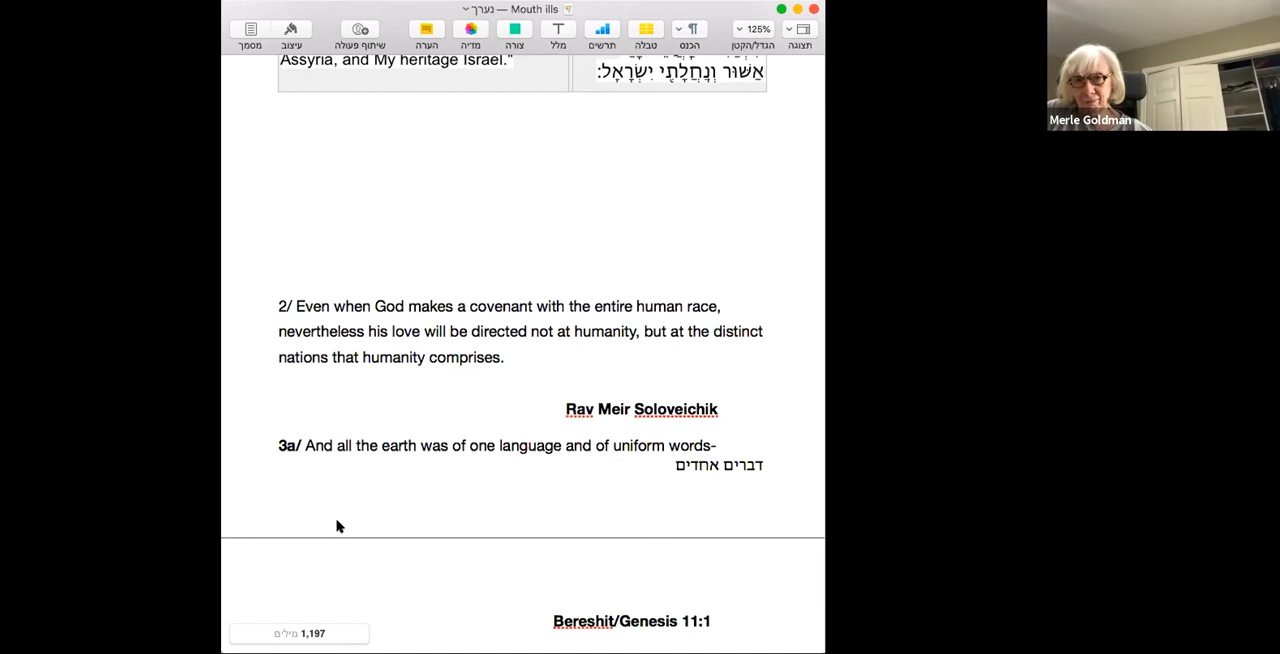 Mouth ills — נערך
מסמך
עיצוב
שיתוף פעולה
הערה
מדיה
צורה
מלל
תרשים
טבלה
הכנס
125%
הגדל/הקטן
תצוגה
Assyria, and My heritage Israel."
אַשּׁוּר וְנַחֲלָתִי יִשְׂרָאֵל:
2/ Even when God makes a covenant with the entire human race,
nevertheless his love will be directed not at humanity, but at the distinct
nations that humanity comprises.
Rav Meir Soloveichik
3a/ And all the earth was of one language and of uniform words-
דברים אחדים
Bereshit/Genesis 11:1
1,197 מילים
Merle Goldman